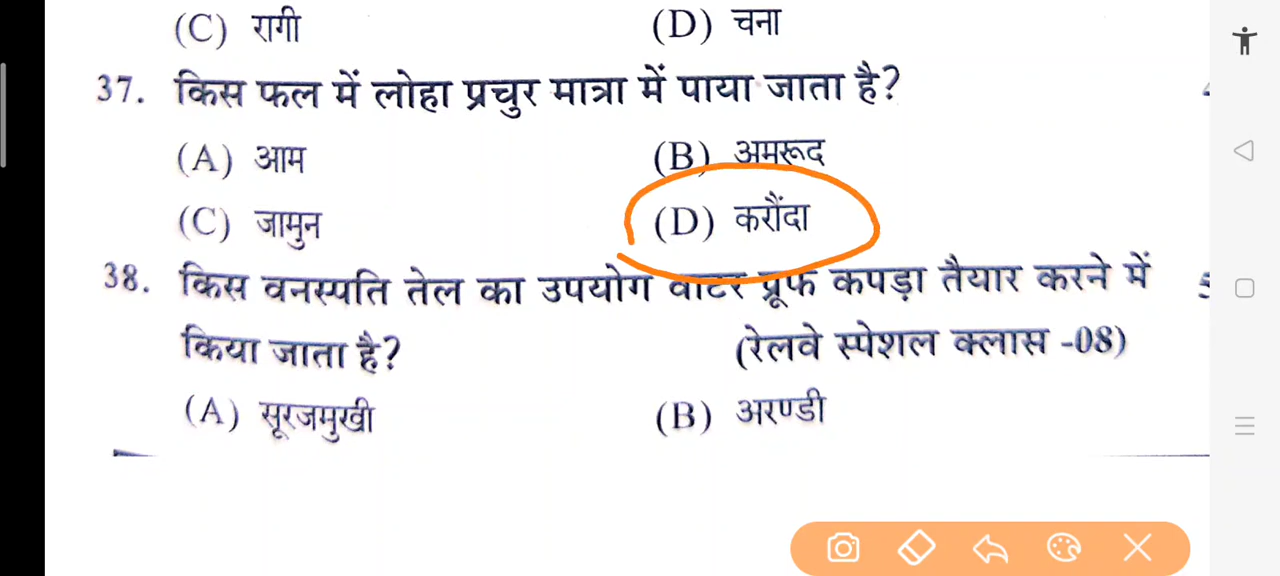 (C) रागी (D) चना
37. किस फल में लोहा प्रचुर मात्रा में पाया जाता है?
(A) आम (B) अमरूद
(C) जामुन (D) करौंदा
38. किस वनस्पति तेल का उपयोग वाटर प्रूफ कपड़ा तैयार करने में
किया जाता है? (रेलवे स्पेशल क्लास -08)
(A) सूरजमुखी (B) अरण्डी